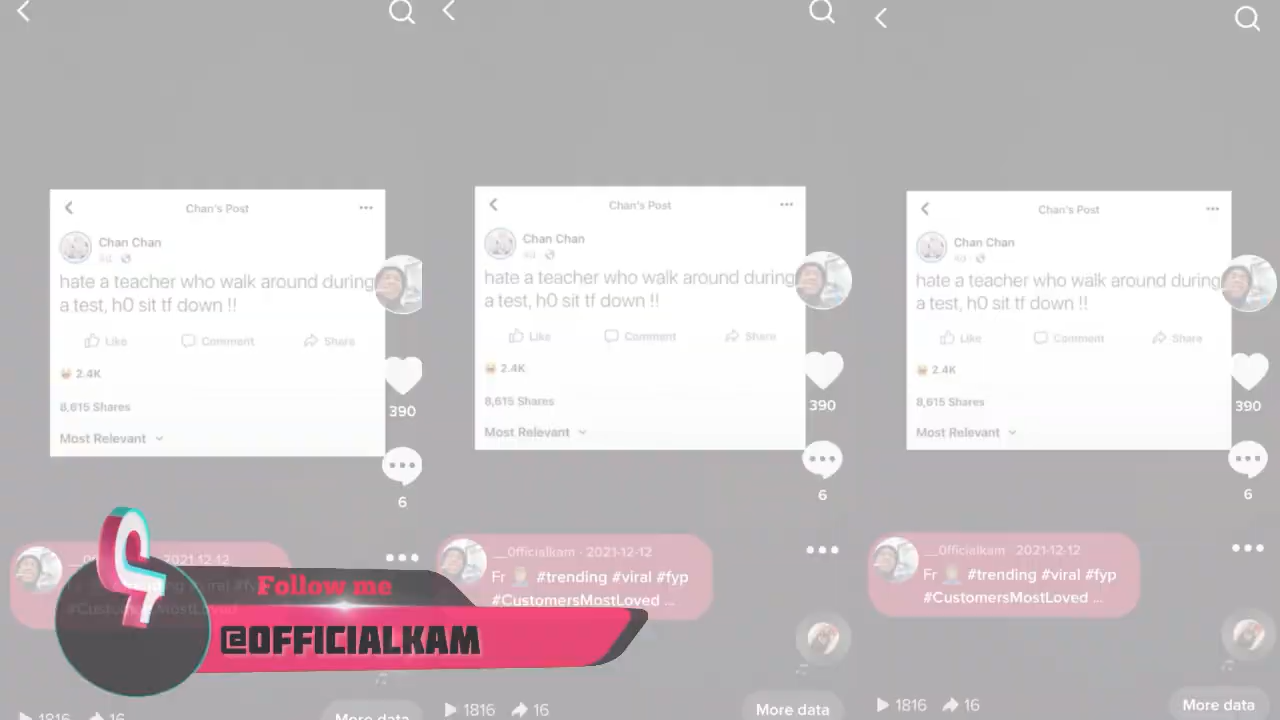 Chan's Post
Chan Chan
4d
hate a teacher who walk around during
a test, h0 sit tf down !!
Like Comment Share
2.4K
8,615 Shares
Most Relevant
390
6
2021-12-12
1816 16
More data
Chan's Post
Chan Chan
4d
hate a teacher who walk around during
a test, h0 sit tf down !!
Like Comment Share
2.4K
8,615 Shares
Most Relevant
390
6
__0fficialkam · 2021-12-12
Fr #trending #viral #fyp
#CustomersMostLoved ...
1816 16
More data
Chan's Post
Chan Chan
4d
hate a teacher who walk around during
a test, h0 sit tf down !!
Like Comment Share
2.4K
8,615 Shares
Most Relevant
390
6
__0fficialkam · 2021-12-12
Fr #trending #viral #fyp
#CustomersMostLoved ...
1816 16
More data
Follow me
@OFFICIALKAM